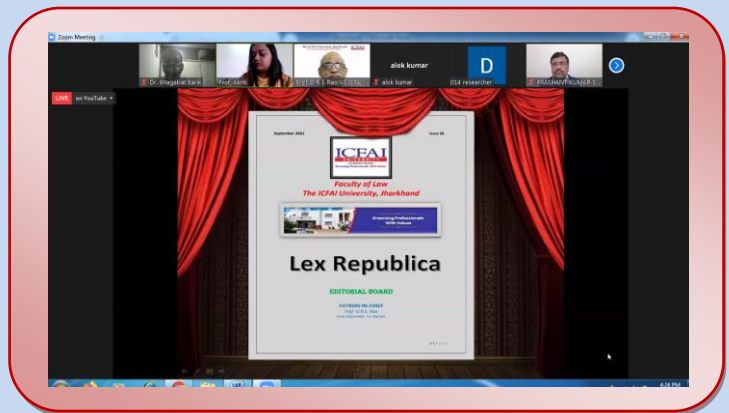 Zoom Meeting
Dr. Bhagabat Barik
Prof.
Prof O R S Rao,
alok kumar
alok kumar
D
014 researcher
PRASHANT KUMAR S...
LIVE on YouTube
September 2021 Issue 01
ICFAI
UNIVERSITY
Faculty of Law
The ICFAI University, Jharkhand
Grooming Professionals
With Values
Lex Republica
EDITORIAL BOARD
PATRON-IN-CHIEF
Prof. O.R.S. Rao
6:24 PM